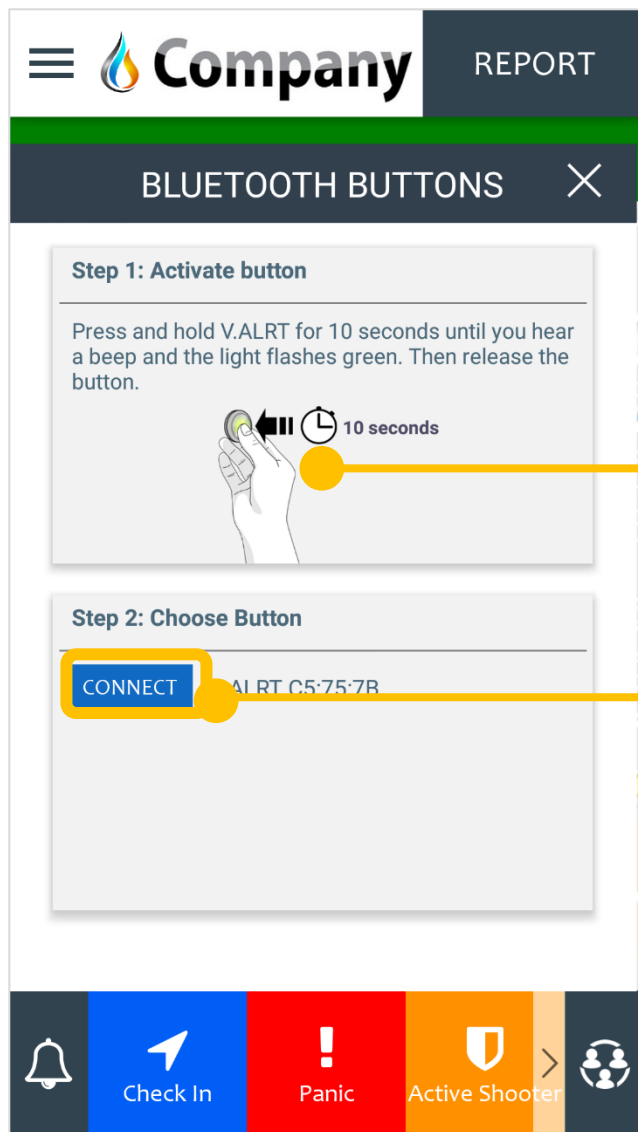 Company
REPORT
BLUETOOTH BUTTONS
Step 1: Activate button
Press and hold V.ALRT for 10 seconds until you hear
a beep and the light flashes green. Then release the
button.
10 seconds
Step 2: Choose Button
CONNECT ALRT C5:75:7B
Check In
Panic
Active Shooter